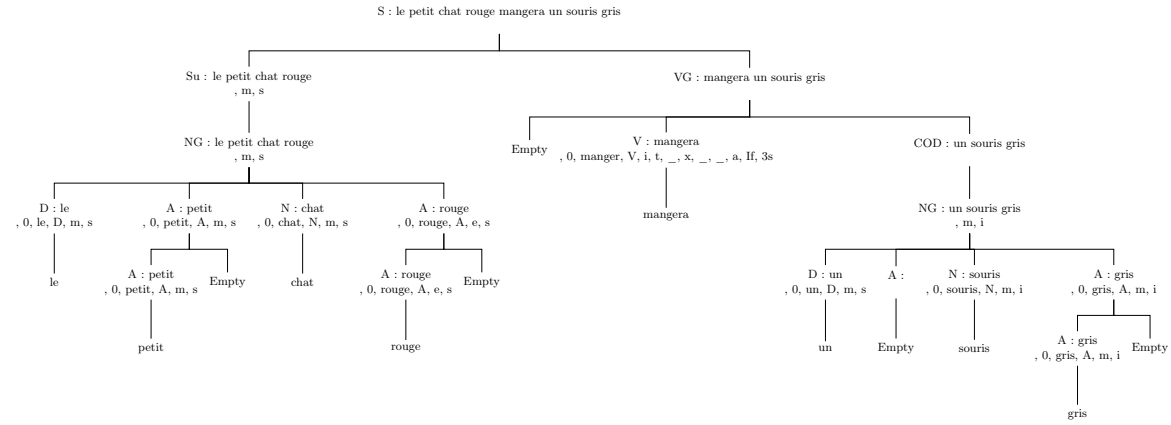 S : le petit chat rouge mangera un souris gris
Su : le petit chat rouge
, m, s
VG : mangera un souris gris
NG : le petit chat rouge
, m, s
Empty
V : mangera
, 0, manger, V, i, t, _, x, _, _, a, If, 3s
COD : un souris gris
D : le
, 0, le, D, m, s
A : petit
, 0, petit, A, m, s
N : chat
, 0, chat, N, m, s
A : rouge
, 0, rouge, A, e, s
mangera
NG : un souris gris
, m, i
le
A : petit
, 0, petit, A, m, s
Empty
chat
A : rouge
, 0, rouge, A, e, s
Empty
D : un
, 0, un, D, m, s
A :
N : souris
, 0, souris, N, m, i
A : gris
, 0, gris, A, m, i
petit
rouge
un
Empty
souris
A : gris
, 0, gris, A, m, i
Empty
gris